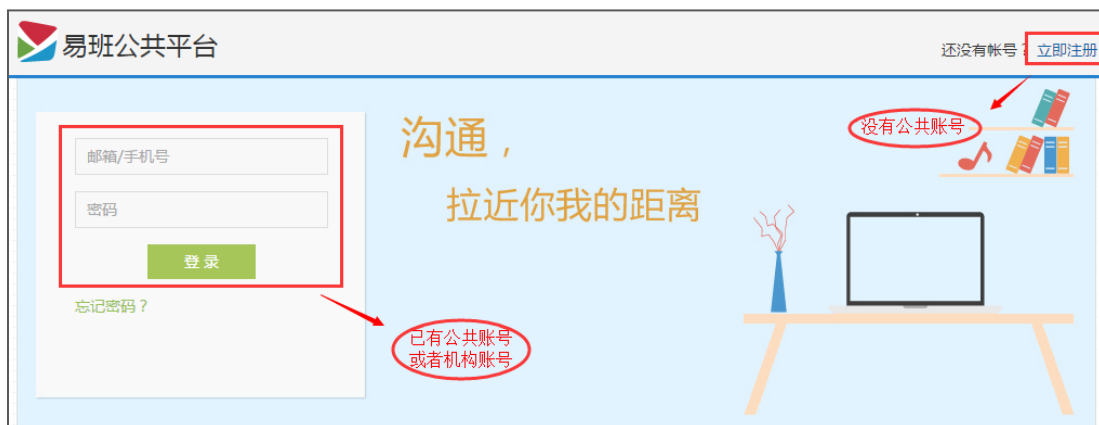 易班公共平台
还没有帐号？ 立即注册
没有公共账号
沟通，
拉近你我的距离
邮箱/手机号
密码
登录
忘记密码？
已有公共账号
或者机构账号